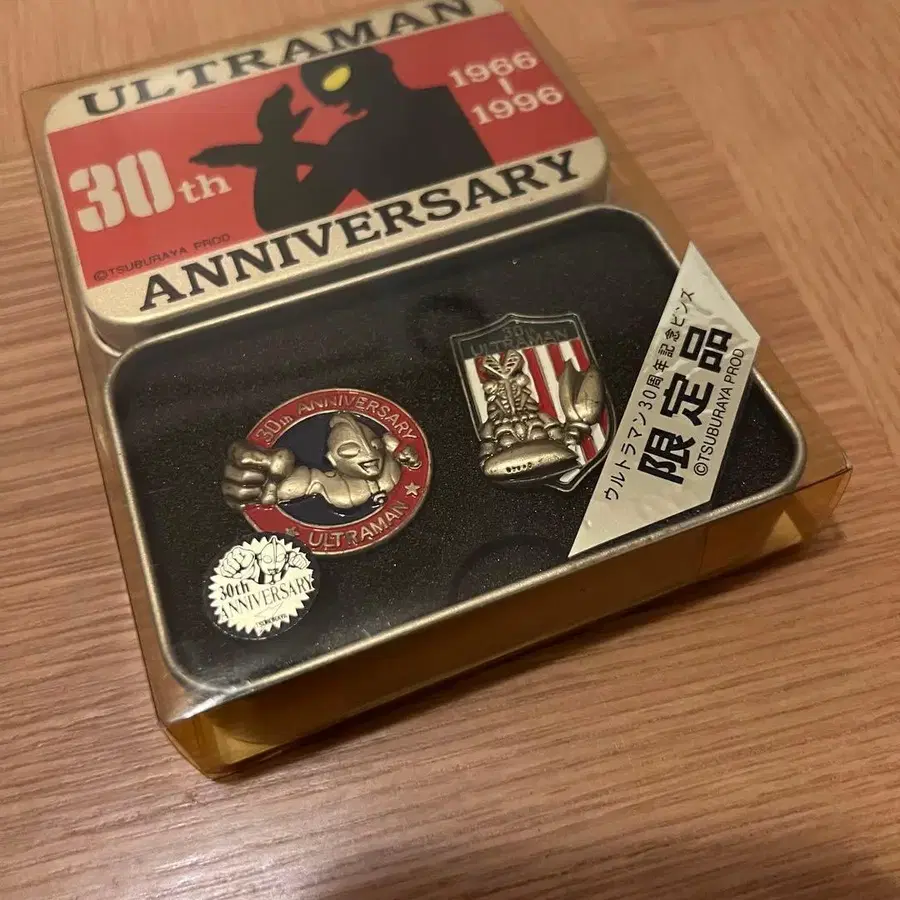 ULTRAMAN
1966
-
1996
30th
ANNIVERSARY
©TSUBURAYA PROD
30th ANNIVERSARY
ULTRAMAN
30
ULTRAMAN
30th
ANNIVERSARY
ウルトラマン30周年記念ピンズ
限定品
©TSUBURAYA PROD